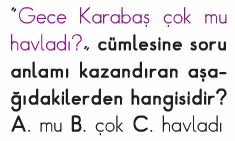 "Gece Karabaş çok mu
havladı?„ cümlesine soru
anlamı kazandıran aşa-
ğıdakilerden hangisidir?
A. mu B. çok C. havladı